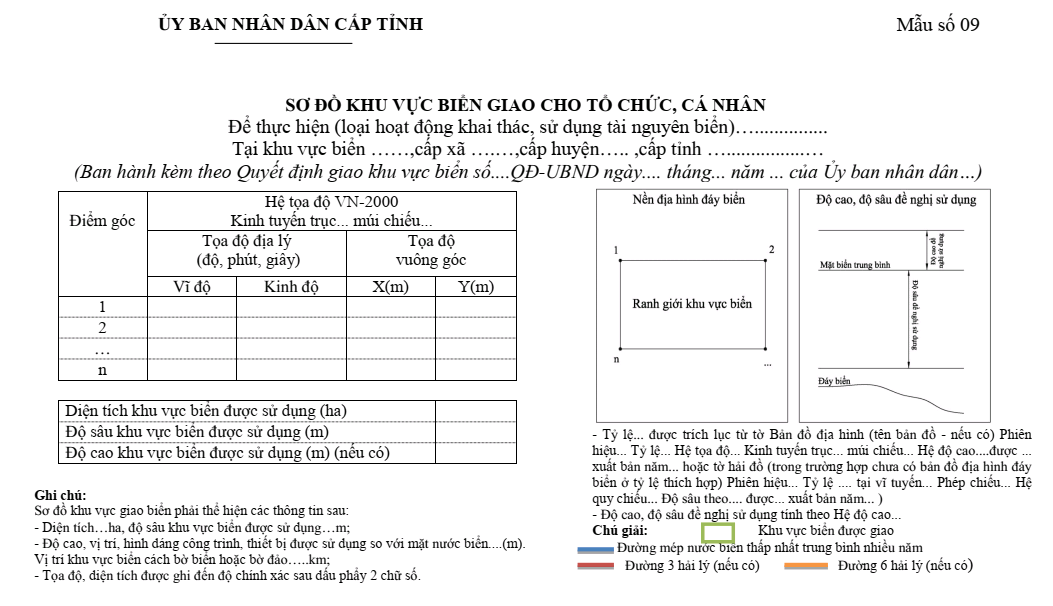 ỦY BAN NHÂN DÂN CẤP TỈNH
Mẫu số 09
SƠ ĐỒ KHU VỰC BIỂN GIAO CHO TỔ CHỨC, CÁ NHÂN
Để thực hiện (loại hoạt động khai thác, sử dụng tài nguyên biển)…...............
Tại khu vực biển ……,cấp xã …..…,cấp huyện….. ,cấp tỉnh ….................…
(Ban hành kèm theo Quyết định giao khu vực biển số....QĐ-UBND ngày.... tháng... năm ... của Ủy ban nhân dân…)
Điểm góc
Hệ tọa độ VN-2000
Kinh tuyến trục... múi chiếu...
Tọa độ địa lý
(độ, phút, giây)
Tọa độ
vuông góc
Vĩ độ
Kinh độ
X(m)
Y(m)
1
2
…
n
Diện tích khu vực biển được sử dụng (ha)
Độ sâu khu vực biển được sử dụng (m)
Độ cao khu vực biển được sử dụng (m) (nếu có)
Ghi chú:
Sơ đồ khu vực giao biển phải thể hiện các thông tin sau:
- Diện tích…ha, độ sâu khu vực biển được sử dụng…m;
- Độ cao, vị trí, hình dáng công trình, thiết bị được sử dụng so với mặt nước biển....(m).
Vị trí khu vực biển cách bờ biển hoặc bờ đảo…..km;
- Tọa độ, diện tích được ghi đến độ chính xác sau dấu phẩy 2 chữ số.
Nền địa hình đáy biển
1
2
Ranh giới khu vực biển
n
...
Độ cao, độ sâu đề nghị sử dụng
Độ cao đề
nghị sử dụng
Mặt biển trung bình
Độ sâu đề nghị sử dụng
Đáy biển
- Tỷ lệ... được trích lục từ tờ Bản đồ địa hình (tên bản đồ - nếu có) Phiên
hiệu... Tỷ lệ... Hệ tọa độ... Kinh tuyến trục... múi chiếu... Hệ độ cao....được ...
xuất bản năm... hoặc tờ hải đồ (trong trường hợp chưa có bản đồ địa hình đáy
biển ở tỷ lệ thích hợp) Phiên hiệu... Tỷ lệ .... tại vĩ tuyến... Phép chiếu... Hệ
quy chiếu... Độ sâu theo.... được... xuất bản năm... )
- Độ cao, độ sâu đề nghị sử dụng tính theo Hệ độ cao...
Chú giải:
Khu vực biển được giao
Đường mép nước biển thấp nhất trung bình nhiều năm
Đường 3 hải lý (nếu có)
Đường 6 hải lý (nếu có)